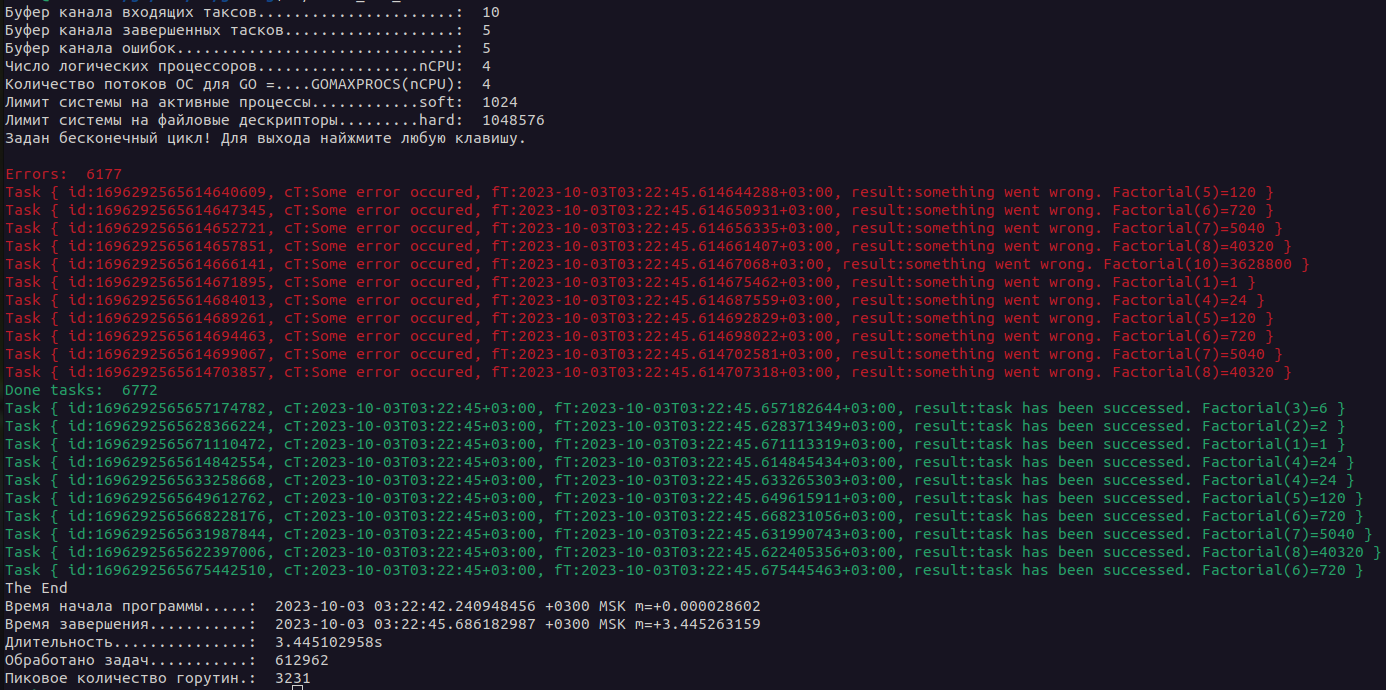 Буфер канала входящих таксов......................:  10
Буфер канала завершенных тасков...................:  5
Буфер канала ошибок...............................:  5
Число логических процессоров..................nCPU:  4
Количество потоков ОС для GO =....GOMAXPROCS(nCPU):  4
Лимит системы на активные процессы............soft:  1024
Лимит системы на файловые дескрипторы.........hard:  1048576
Задан бесконечный цикл! Для выхода найжмите любую клавишу.
Errors:  6177
Task { id:1696292565614640609, cT:Some error occured, fT:2023-10-03T03:22:45.614644288+03:00, result:something went wrong. Factorial(5)=120 }
Task { id:1696292565614647345, cT:Some error occured, fT:2023-10-03T03:22:45.614650931+03:00, result:something went wrong. Factorial(6)=720 }
Task { id:1696292565614652721, cT:Some error occured, fT:2023-10-03T03:22:45.614656335+03:00, result:something went wrong. Factorial(7)=5040 }
Task { id:1696292565614657851, cT:Some error occured, fT:2023-10-03T03:22:45.614661407+03:00, result:something went wrong. Factorial(8)=40320 }
Task { id:1696292565614666141, cT:Some error occured, fT:2023-10-03T03:22:45.61467068+03:00, result:something went wrong. Factorial(10)=3628800 }
Task { id:1696292565614671895, cT:Some error occured, fT:2023-10-03T03:22:45.614675462+03:00, result:something went wrong. Factorial(1)=1 }
Task { id:1696292565614684013, cT:Some error occured, fT:2023-10-03T03:22:45.614687559+03:00, result:something went wrong. Factorial(4)=24 }
Task { id:1696292565614689261, cT:Some error occured, fT:2023-10-03T03:22:45.614692829+03:00, result:something went wrong. Factorial(5)=120 }
Task { id:1696292565614694463, cT:Some error occured, fT:2023-10-03T03:22:45.614698022+03:00, result:something went wrong. Factorial(6)=720 }
Task { id:1696292565614699067, cT:Some error occured, fT:2023-10-03T03:22:45.614702581+03:00, result:something went wrong. Factorial(7)=5040 }
Task { id:1696292565614703857, cT:Some error occured, fT:2023-10-03T03:22:45.614707318+03:00, result:something went wrong. Factorial(8)=40320 }
Done tasks:  6772
Task { id:1696292565657174782, cT:2023-10-03T03:22:45+03:00, fT:2023-10-03T03:22:45.657182644+03:00, result:task has been successed. Factorial(3)=6 }
Task { id:1696292565628366224, cT:2023-10-03T03:22:45+03:00, fT:2023-10-03T03:22:45.628371349+03:00, result:task has been successed. Factorial(2)=2 }
Task { id:1696292565671110472, cT:2023-10-03T03:22:45+03:00, fT:2023-10-03T03:22:45.671113319+03:00, result:task has been successed. Factorial(1)=1 }
Task { id:1696292565614842554, cT:2023-10-03T03:22:45+03:00, fT:2023-10-03T03:22:45.614845434+03:00, result:task has been successed. Factorial(4)=24 }
Task { id:1696292565633258668, cT:2023-10-03T03:22:45+03:00, fT:2023-10-03T03:22:45.633265303+03:00, result:task has been successed. Factorial(4)=24 }
Task { id:1696292565649612762, cT:2023-10-03T03:22:45+03:00, fT:2023-10-03T03:22:45.649615911+03:00, result:task has been successed. Factorial(5)=120 }
Task { id:1696292565668228176, cT:2023-10-03T03:22:45+03:00, fT:2023-10-03T03:22:45.668231056+03:00, result:task has been successed. Factorial(6)=720 }
Task { id:1696292565631987844, cT:2023-10-03T03:22:45+03:00, fT:2023-10-03T03:22:45.631990743+03:00, result:task has been successed. Factorial(7)=5040 }
Task { id:1696292565622397006, cT:2023-10-03T03:22:45+03:00, fT:2023-10-03T03:22:45.622405356+03:00, result:task has been successed. Factorial(8)=40320 }
Task { id:1696292565675442510, cT:2023-10-03T03:22:45+03:00, fT:2023-10-03T03:22:45.675445463+03:00, result:task has been successed. Factorial(6)=720 }
The End
Время начала программы.....:  2023-10-03 03:22:42.240948456 +0300 MSK m=+0.000028602
Время завершения...........:  2023-10-03 03:22:45.686182987 +0300 MSK m=+3.445263159
Длительность...............:  3.445102958s
Обработано задач...........:  612962
Пиковое количество горутин.:  3231